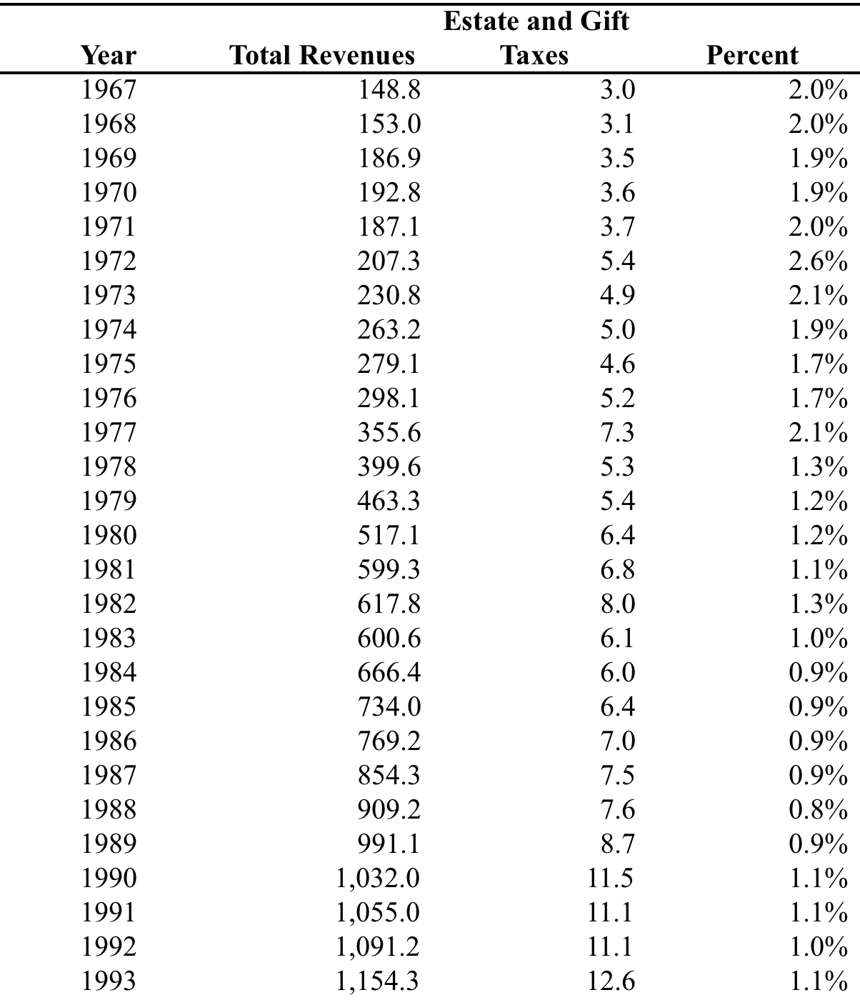 Estate and Gift
Year Total Revenues Taxes Percent
1967 148.8 3.0 2.0%
1968 153.0 3.1 2.0%
1969 186.9 3.5 1.9%
1970 192.8 3.6 1.9%
1971 187.1 3.7 2.0%
1972 207.3 5.4 2.6%
1973 230.8 4.9 2.1%
1974 263.2 5.0 1.9%
1975 279.1 4.6 1.7%
1976 298.1 5.2 1.7%
1977 355.6 7.3 2.1%
1978 399.6 5.3 1.3%
1979 463.3 5.4 1.2%
1980 517.1 6.4 1.2%
1981 599.3 6.8 1.1%
1982 617.8 8.0 1.3%
1983 600.6 6.1 1.0%
1984 666.4 6.0 0.9%
1985 734.0 6.4 0.9%
1986 769.2 7.0 0.9%
1987 854.3 7.5 0.9%
1988 909.2 7.6 0.8%
1989 991.1 8.7 0.9%
1990 1,032.0 11.5 1.1%
1991 1,055.0 11.1 1.1%
1992 1,091.2 11.1 1.0%
1993 1,154.3 12.6 1.1%